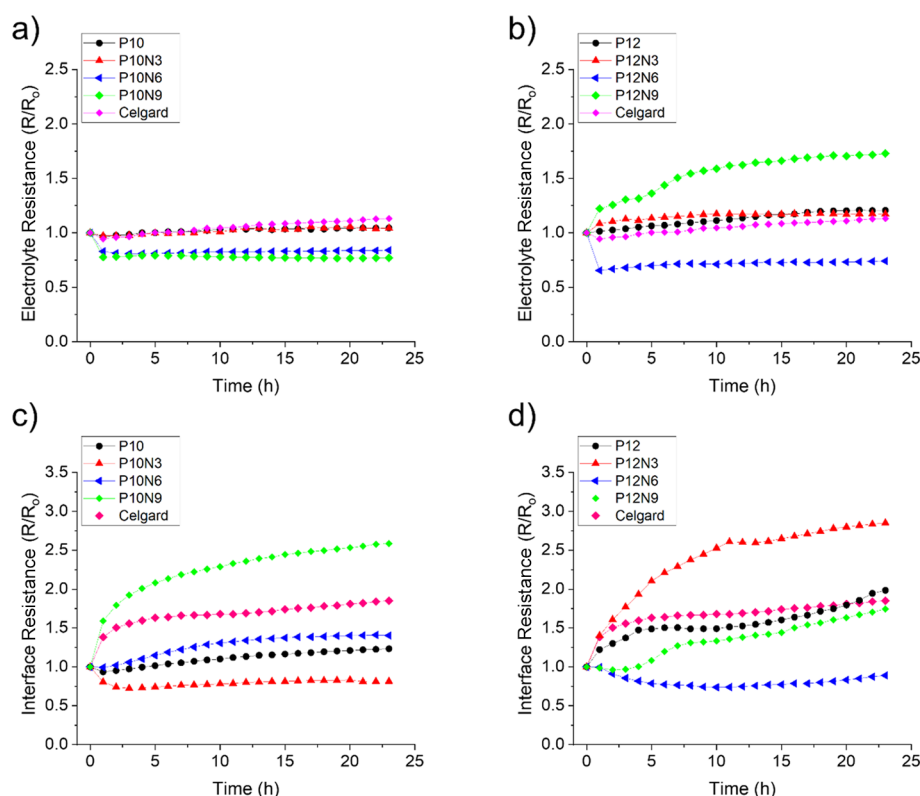 a)
P10
P10N3
P10N6
P10N9
Celgard
Electrolyte Resistance (R/Ro)
2.5
2.0
1.5
1.0
0.5
0.0
0 5 10 15 20 25
Time (h)
b)
P12
P12N3
P12N6
P12N9
Celgard
Electrolyte Resistance (R/Ro)
2.5
2.0
1.5
1.0
0.5
0.0
0 5 10 15 20 25
Time (h)
c)
P10
P10N3
P10N6
P10N9
Celgard
Interface Resistance (R/Ro)
3.5
3.0
2.5
2.0
1.5
1.0
0.5
0.0
0 5 10 15 20 25
Time (h)
d)
P12
P12N3
P12N6
P12N9
Celgard
Interface Resistance (R/Ro)
3.5
3.0
2.5
2.0
1.5
1.0
0.5
0.0
0 5 10 15 20 25
Time (h)